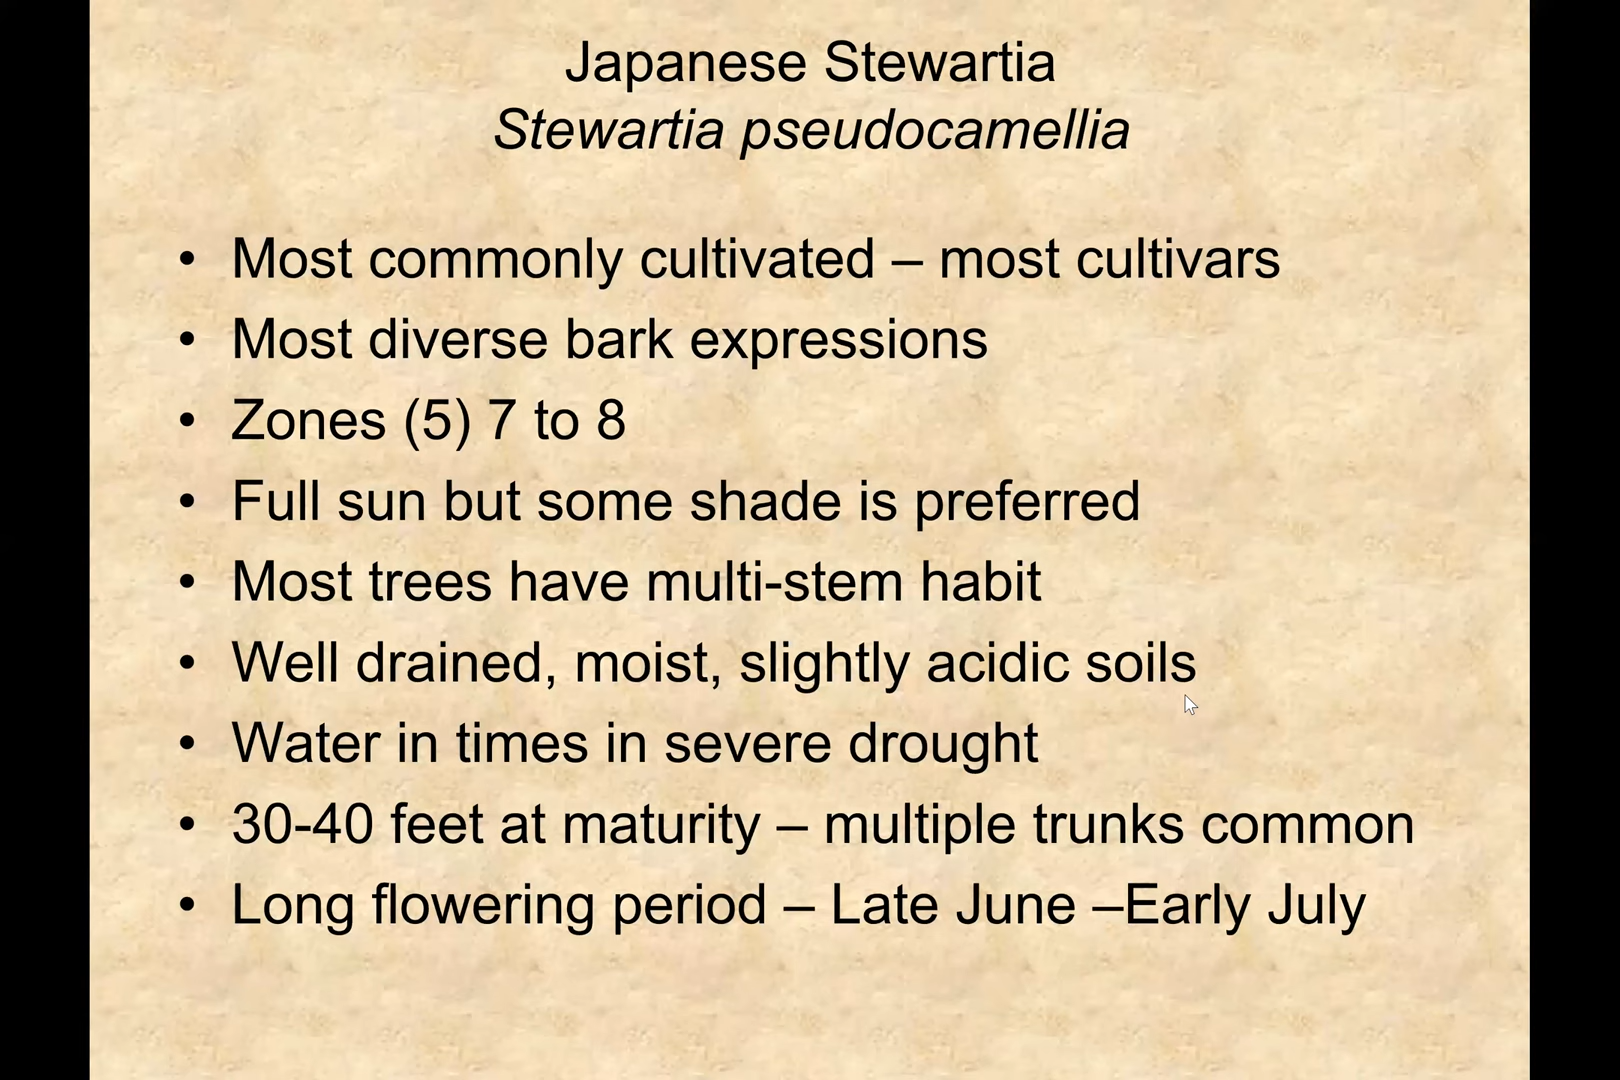 Japanese Stewartia
Stewartia pseudocamellia
• Most commonly cultivated – most cultivars
• Most diverse bark expressions
• Zones (5) 7 to 8
• Full sun but some shade is preferred
• Most trees have multi-stem habit
• Well drained, moist, slightly acidic soils
• Water in times in severe drought
• 30-40 feet at maturity – multiple trunks common
• Long flowering period – Late June –Early July